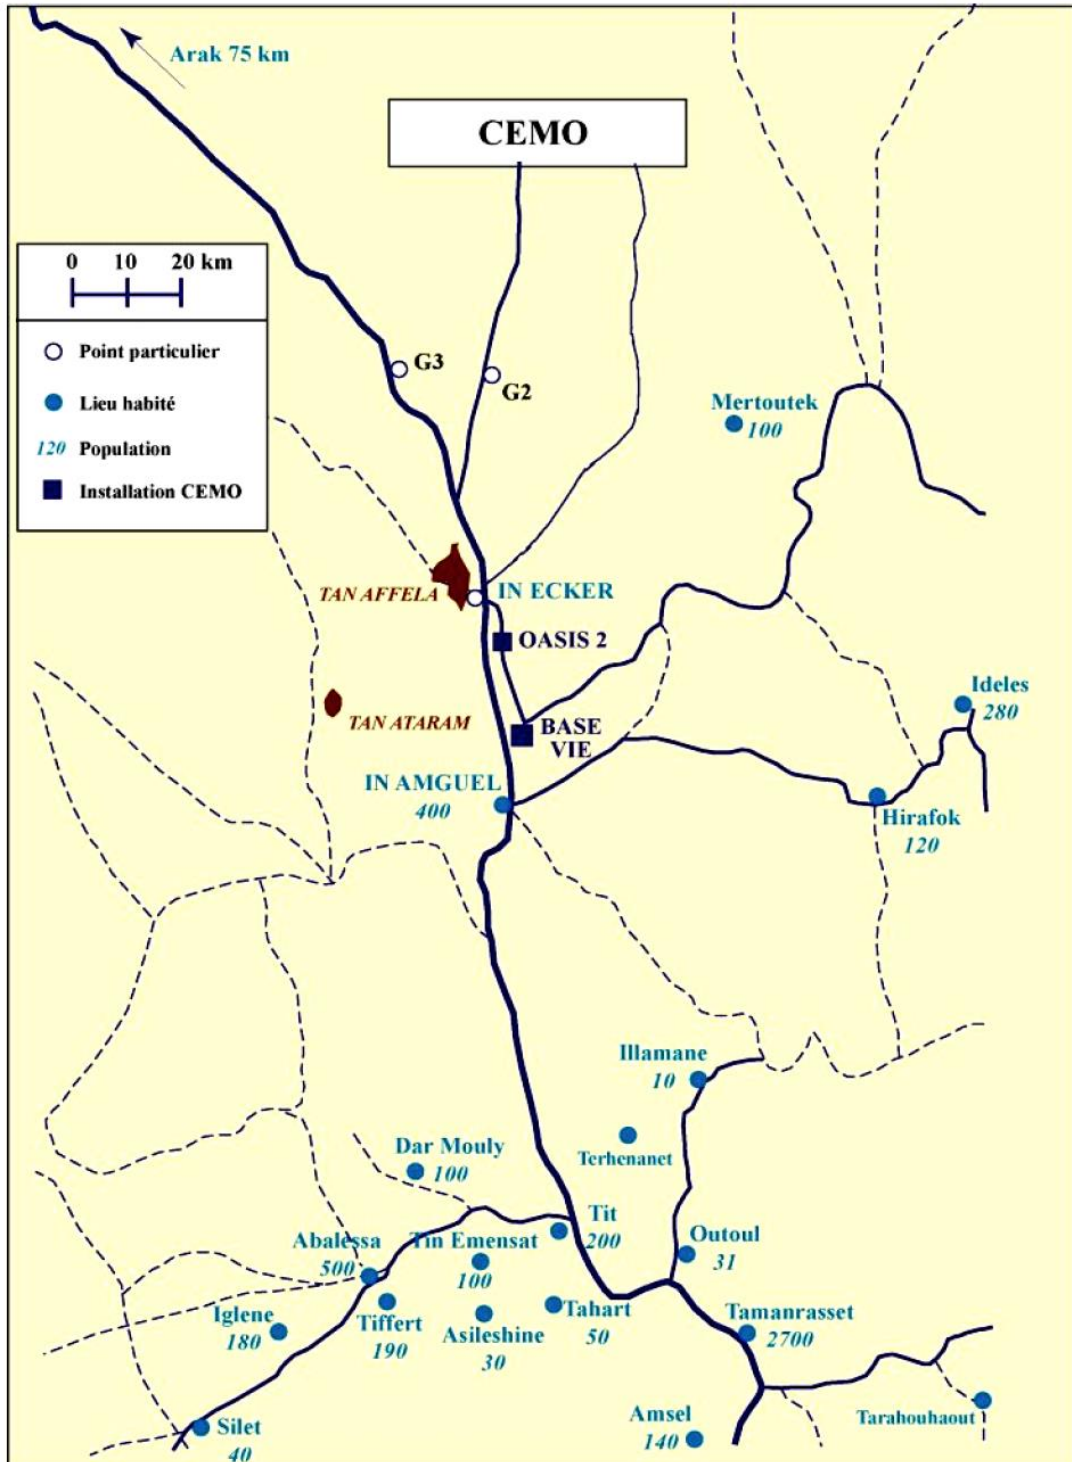 Arak 75 km
CEMO
0 10 20 km
Point particulier
Lieu habité
120 Population
Installation CEMO
G3
G2
Mertoutek
100
TAN AFFELA
IN ECKER
OASIS 2
TAN ATARAM
BASE
VIE
Ideles
280
IN AMGUEL
400
Hirafok
120
Illamane
10
Terhenanet
Dar Mouly
100
Tit
200
Outoul
31
Abalessa
500
Tin Emensat
100
Iglene
180
Tiffert
190
Asileshine
30
Tahart
50
Tamanrasset
2700
Silet
40
Amsel
140
Tarahouhaout